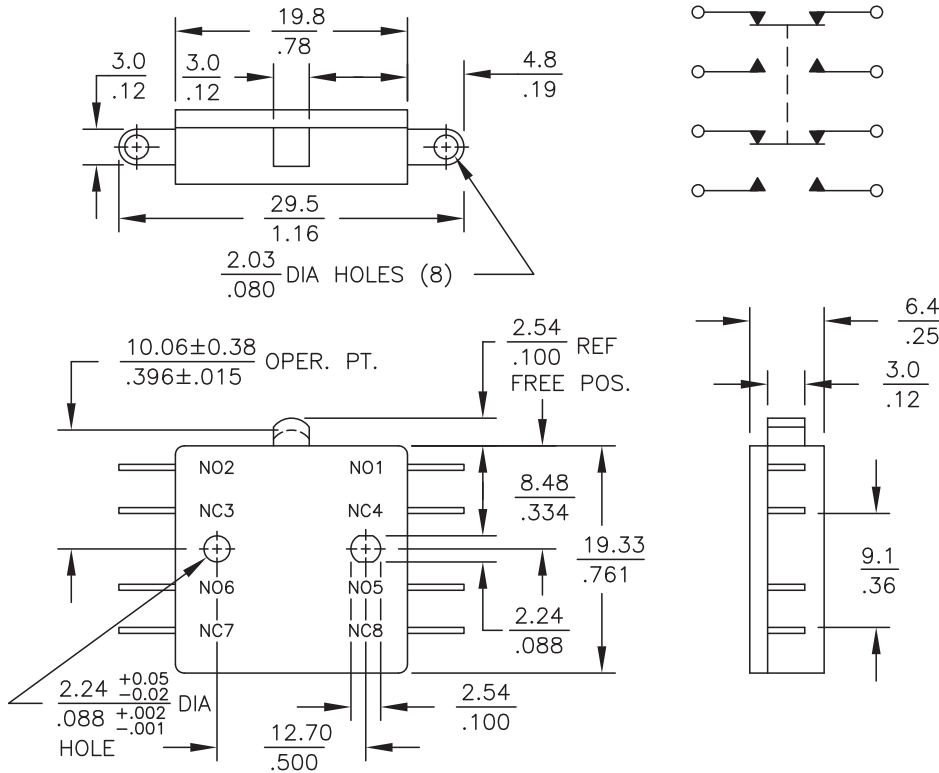 19.8
.78
3.0
.12
3.0
.12
4.8
.19
29.5
1.16
2.03
.080
DIA HOLES (8)
10.06±0.38
.396±.015
OPER. PT.
2.54
.100
REF
FREE POS.
6.4
.25
3.0
.12
NO2
NO1
NC3
NC4
8.48
.334
19.33
.761
9.1
.36
NO6
NO5
NC7
NC8
2.24
.088
2.24 +0.05 -0.02
.088 +.002 -.001
DIA
HOLE
12.70
.500
2.54
.100